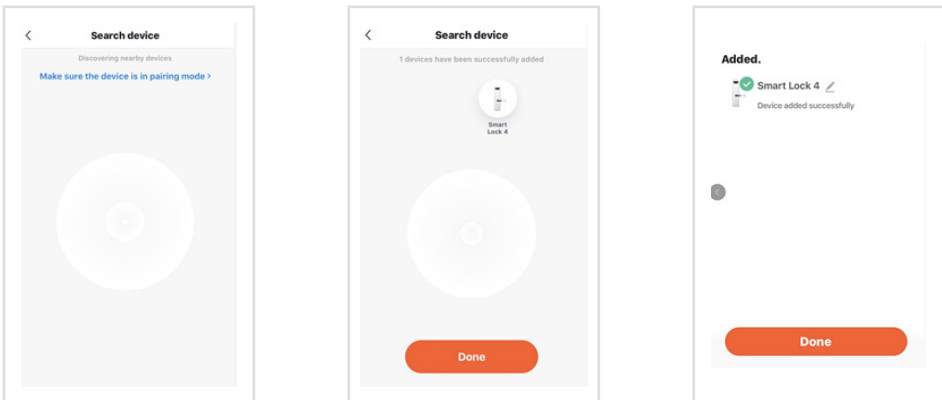 Search device
Discovering nearby devices
Make sure the device is in pairing mode >
Search device
1 devices have been successfully added
Smart
Lock 4
Done
Added.
Smart Lock 4
Device added successfully
Done